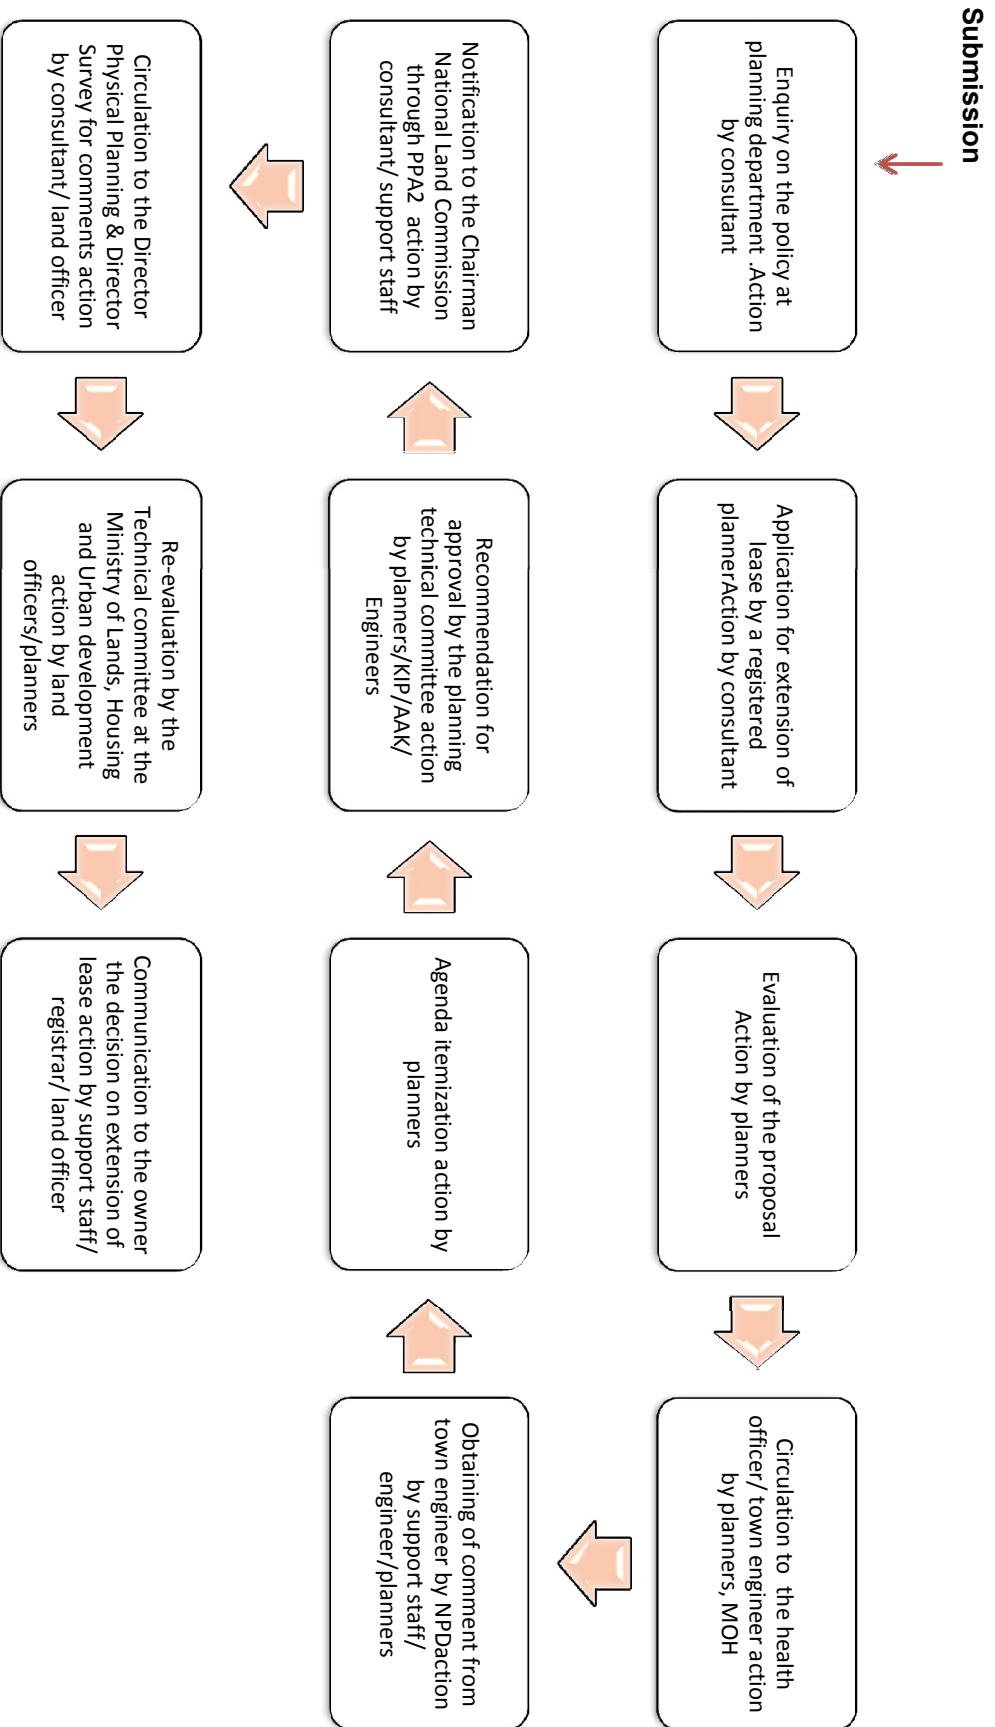 Submission
Enquiry on the policy at
planning department .Action
by consultant
Application for extension of
lease by a registered
plannerAction by consultant
Evaluation of the proposal
Action by planners
Circulation to the health
officer/ town engineer action
by planners, MOH
Obtaining of comment from
town engineer by NPDaction
by support staff/
engineer/planners
Agenda itemization action by
planners
Recommendation for
approval by the planning
technical committee action
by planners/KIP/AAK/
Engineers
Notification to the Chairman
National Land Commission
through PPA2 action by
consultant/ support staff
Circulation to the Director
Physical Planning & Director
Survey for comments action
by consultant/ land officer
Re-evaluation by the
Technical committee at the
Ministry of Lands, Housing
and Urban development
action by land
officers/planners
Communication to the owner
the decision on extension of
lease action by support staff/
registrar/ land officer